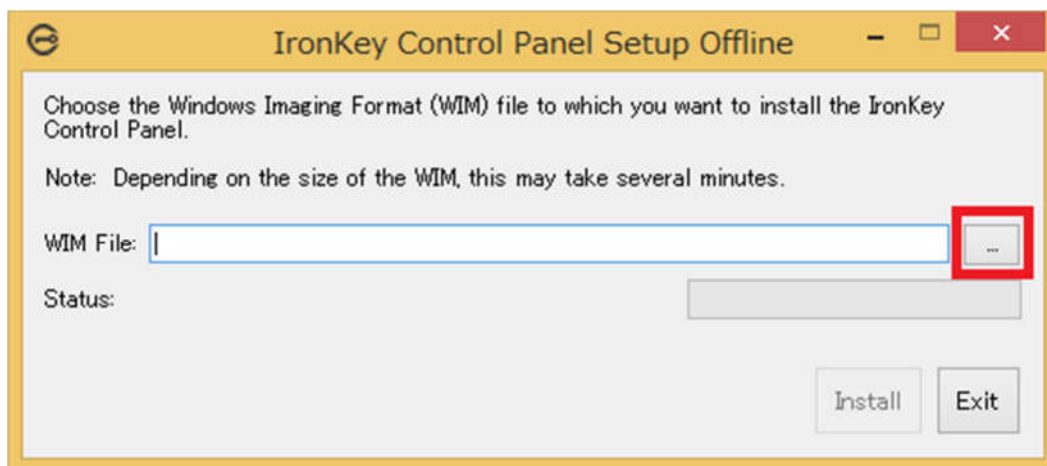 IronKey Control Panel Setup Offline
Choose the Windows Imaging Format (WIM) file to which you want to install the IronKey
Control Panel.
Note: Depending on the size of the WIM, this may take several minutes.
WIM File: ...
Status:
Install Exit